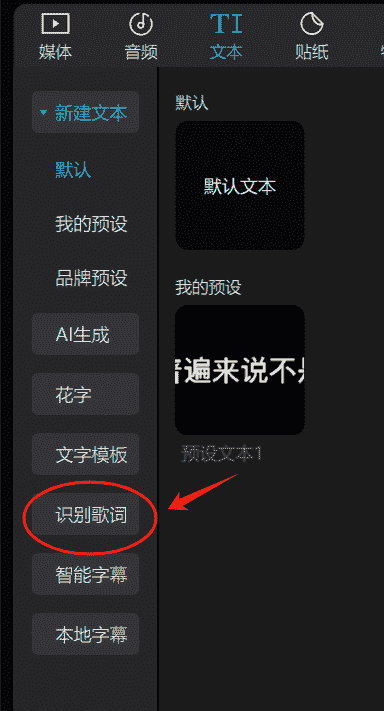 媒体 音频 TI 文本 贴纸
新建文本
默认
我的预设
品牌预设
AI生成
花字
文字模板
识别歌词
智能字幕
本地字幕
默认
默认文本
我的预设
普遍来说不是
预设文本1